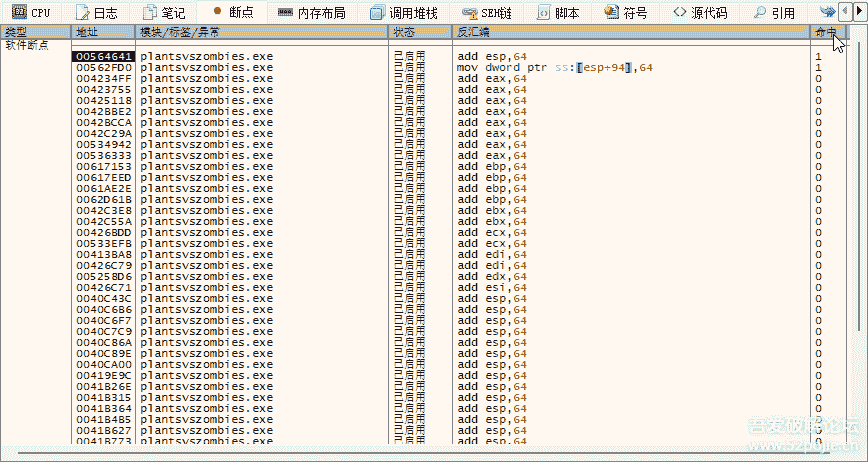 CPU 日志 笔记 断点 内存布局 调用堆栈 SEH链 脚本 符号 源代码 引用
类型 地址 模块/标签/异常 状态 反汇编 命中
软件断点
00564641 plantsvszombies.exe 已启用 add esp,64 1
00562FD0 plantsvszombies.exe 已启用 mov dword ptr ss:[esp+94],64 1
004234FF plantsvszombies.exe 已启用 add eax,64 0
00423755 plantsvszombies.exe 已启用 add eax,64 0
00425118 plantsvszombies.exe 已启用 add eax,64 0
0042BBE2 plantsvszombies.exe 已启用 add eax,64 0
0042BCCA plantsvszombies.exe 已启用 add eax,64 0
0042C29A plantsvszombies.exe 已启用 add eax,64 0
00534942 plantsvszombies.exe 已启用 add eax,64 0
00536333 plantsvszombies.exe 已启用 add eax,64 0
00617153 plantsvszombies.exe 已启用 add ebp,64 0
00617EED plantsvszombies.exe 已启用 add ebp,64 0
0061AE2E plantsvszombies.exe 已启用 add ebp,64 0
0062D61B plantsvszombies.exe 已启用 add ebp,64 0
0042C3E8 plantsvszombies.exe 已启用 add ebx,64 0
0042C55A plantsvszombies.exe 已启用 add ebx,64 0
00426BDD plantsvszombies.exe 已启用 add ecx,64 0
00533EFB plantsvszombies.exe 已启用 add ecx,64 0
00413BA8 plantsvszombies.exe 已启用 add edi,64 0
00426C79 plantsvszombies.exe 已启用 add edi,64 0
005258D6 plantsvszombies.exe 已启用 add edx,64 0
00426C71 plantsvszombies.exe 已启用 add esi,64 0
0040C43C plantsvszombies.exe 已启用 add esp,64 0
0040C6B6 plantsvszombies.exe 已启用 add esp,64 0
0040C6F7 plantsvszombies.exe 已启用 add esp,64 0
0040C7C9 plantsvszombies.exe 已启用 add esp,64 0
0040C86A plantsvszombies.exe 已启用 add esp,64 0
0040C89E plantsvszombies.exe 已启用 add esp,64 0
0040CA00 plantsvszombies.exe 已启用 add esp,64 0
00419E9C plantsvszombies.exe 已启用 add esp,64 0
0041B26E plantsvszombies.exe 已启用 add esp,64 0
0041B315 plantsvszombies.exe 已启用 add esp,64 0
0041B364 plantsvszombies.exe 已启用 add esp,64 0
0041B4B5 plantsvszombies.exe 已启用 add esp,64 0
0041B627 plantsvszombies.exe 已启用 add esp,64 0
0041B773 plantsvszombies.exe 已启用 add esp,64 0
吾爱破解论坛
www.52pojie.cn